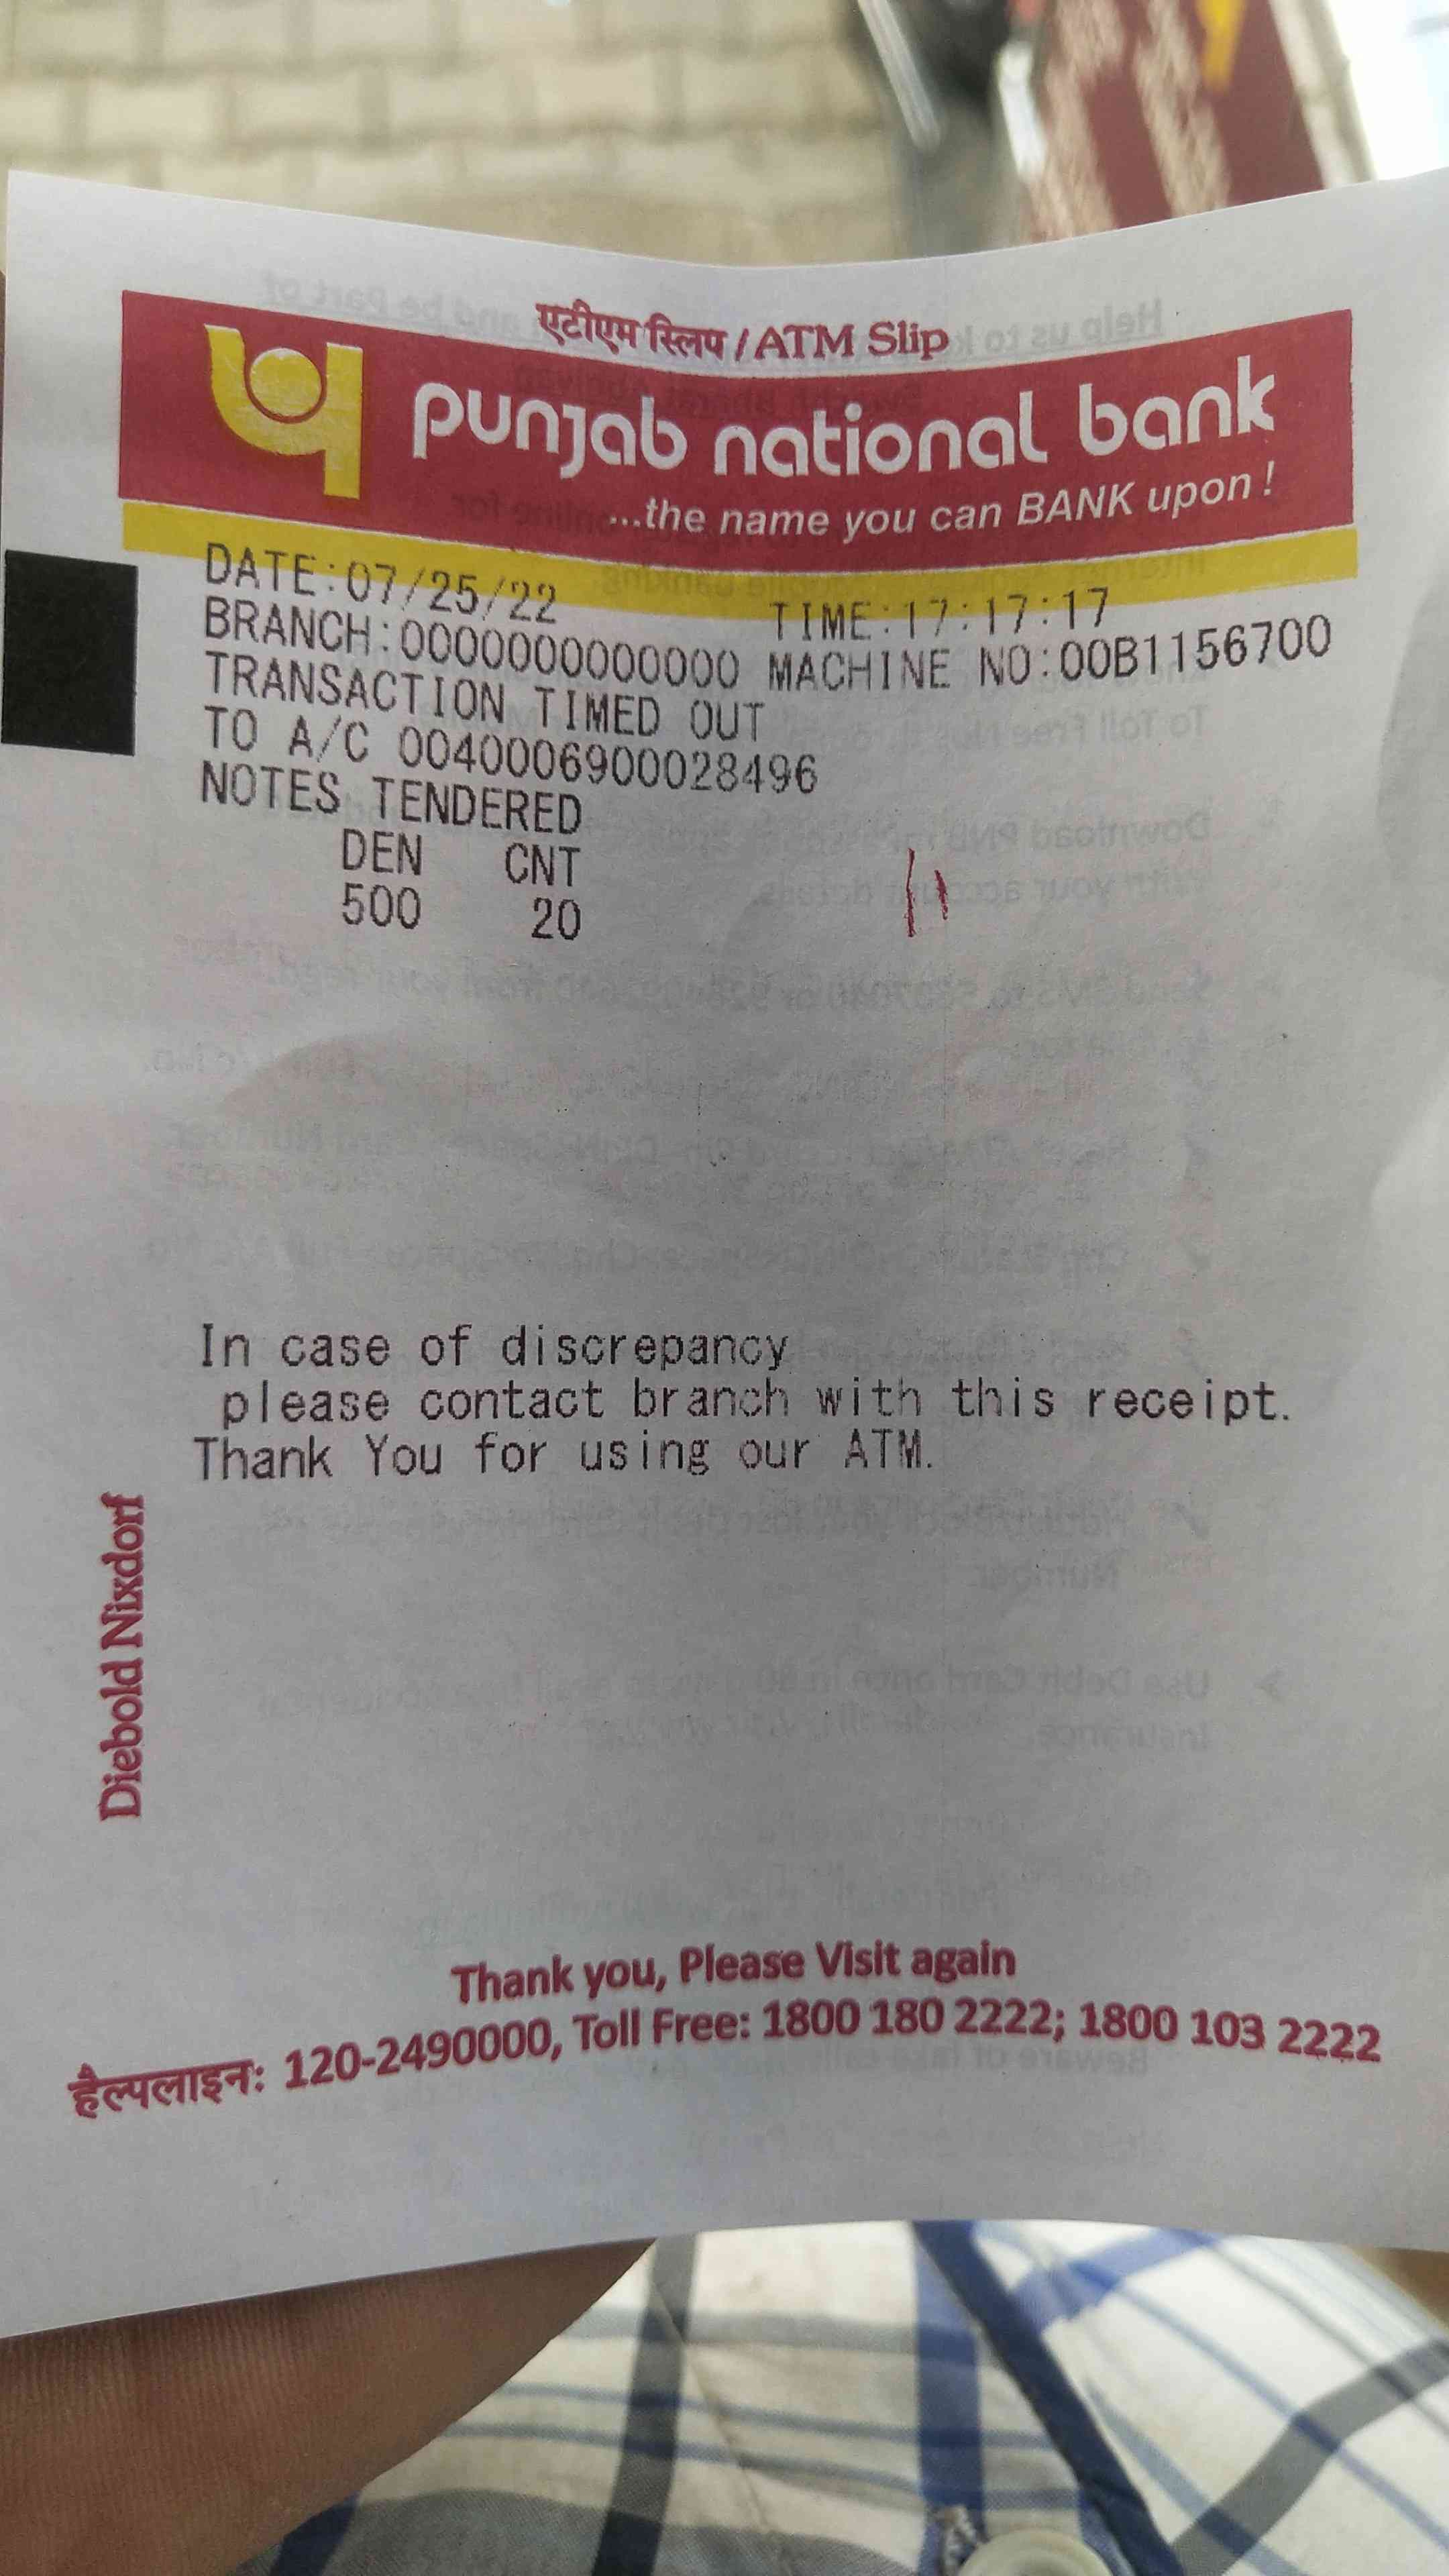 एटीएम स्लिप / ATM Slip
punjab national bank
...the name you can BANK upon !
DATE:07/25/22 TIME:17:17:17
BRANCH:0000000000000 MACHINE NO:00B1156700
TRANSACTION TIMED OUT
TO A/C 0040006900028496
NOTES TENDERED
DEN CNT
500 20
In case of discrepancy
please contact branch with this receipt.
Thank You for using our ATM.
Diebold Nixdorf
Thank you, Please Visit again
हैल्पलाइन: 120-2490000, Toll Free: 1800 180 2222; 1800 103 2222